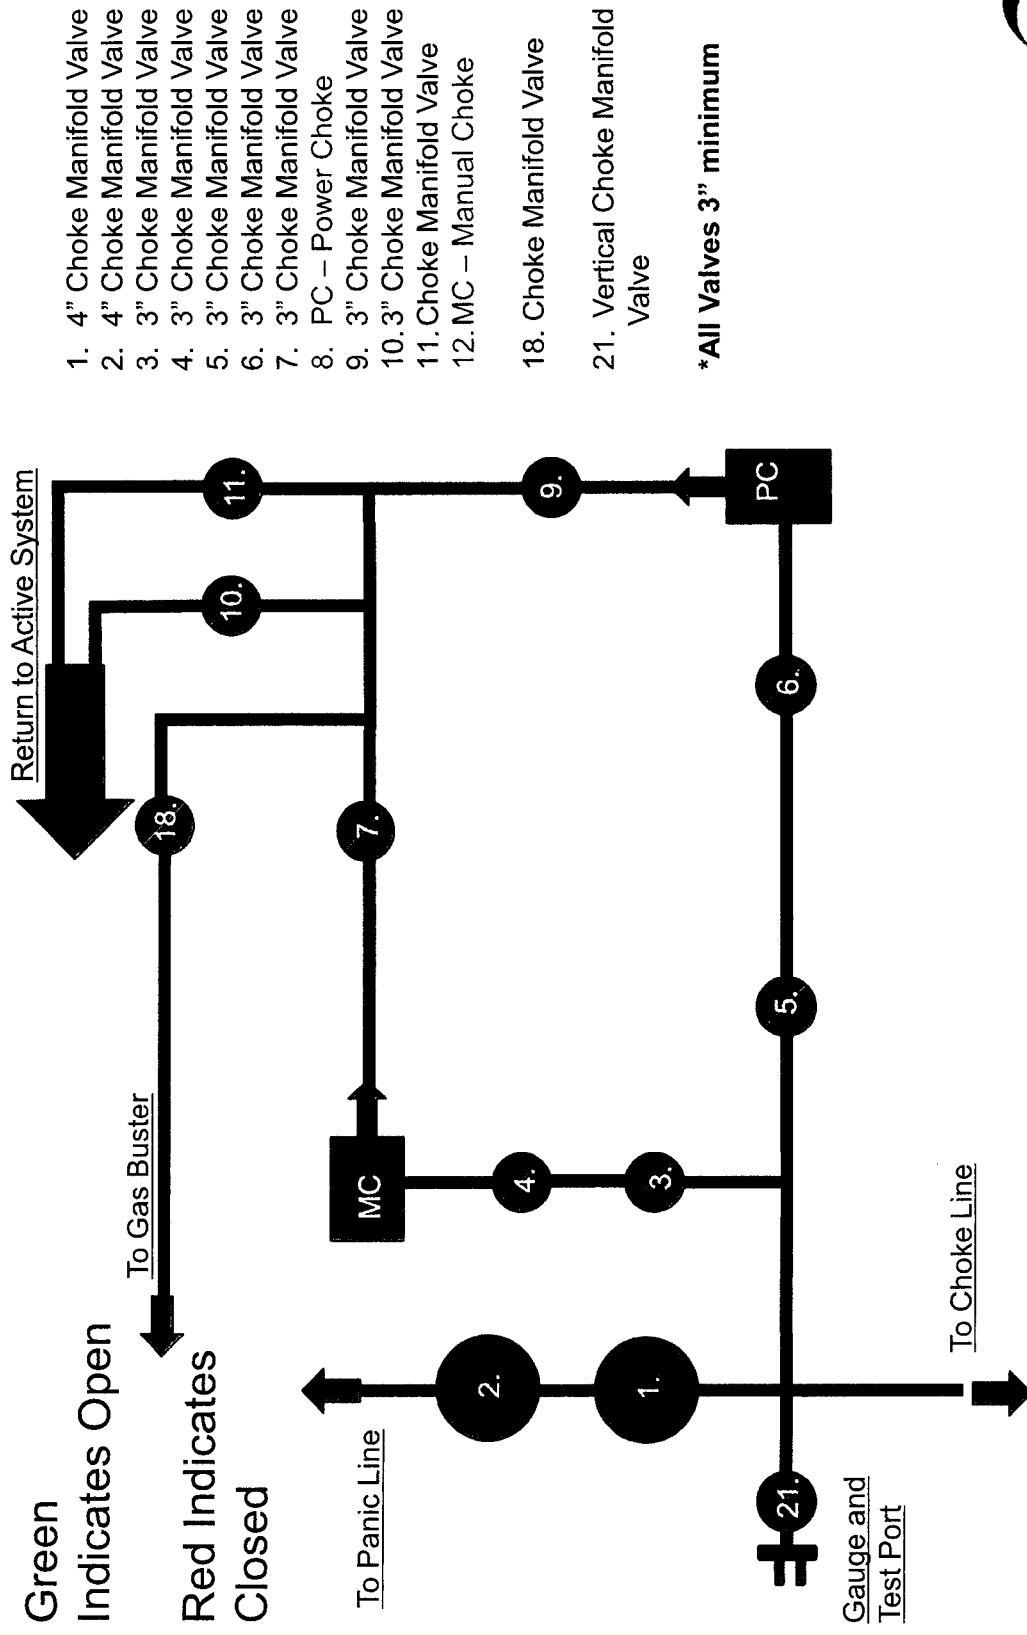 Green
Indicates Open
Red Indicates
Closed
To Gas Buster
Return to Active System
To Panic Line
Gauge and
Test Port
To Choke Line
MC
PC
1.
2.
3.
4.
5.
6.
7.
9.
10.
11.
18.
21.
1. 4" Choke Manifold Valve
2. 4" Choke Manifold Valve
3. 3" Choke Manifold Valve
4. 3" Choke Manifold Valve
5. 3" Choke Manifold Valve
6. 3" Choke Manifold Valve
7. 3" Choke Manifold Valve
8. PC – Power Choke
9. 3" Choke Manifold Valve
10. 3" Choke Manifold Valve
11. Choke Manifold Valve
12. MC – Manual Choke
18. Choke Manifold Valve
21. Vertical Choke Manifold
Valve
*All Valves 3" minimum